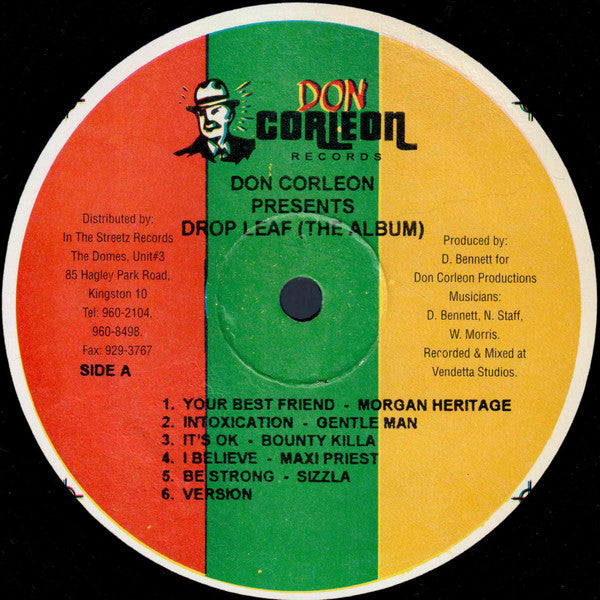 DON
CORLEON
RECORDS
DON CORLEON
PRESENTS
DROP LEAF (THE ALBUM)
Distributed by:
In The Streetz Records
The Domes, Unit#3
85 Hagley Park Road,
Kingston 10
Tel: 960-2104,
960-8498.
Fax: 929-3767
SIDE A
Produced by:
D. Bennett for
Don Corleon Productions
Musicians:
D. Bennett, N. Staff,
W. Morris.
Recorded & Mixed at
Vendetta Studios.
1. YOUR BEST FRIEND - MORGAN HERITAGE
2. INTOXICATION - GENTLE MAN
3. IT'S OK - BOUNTY KILLA
4. I BELIEVE - MAXI PRIEST
5. BE STRONG - SIZZLA
6. VERSION